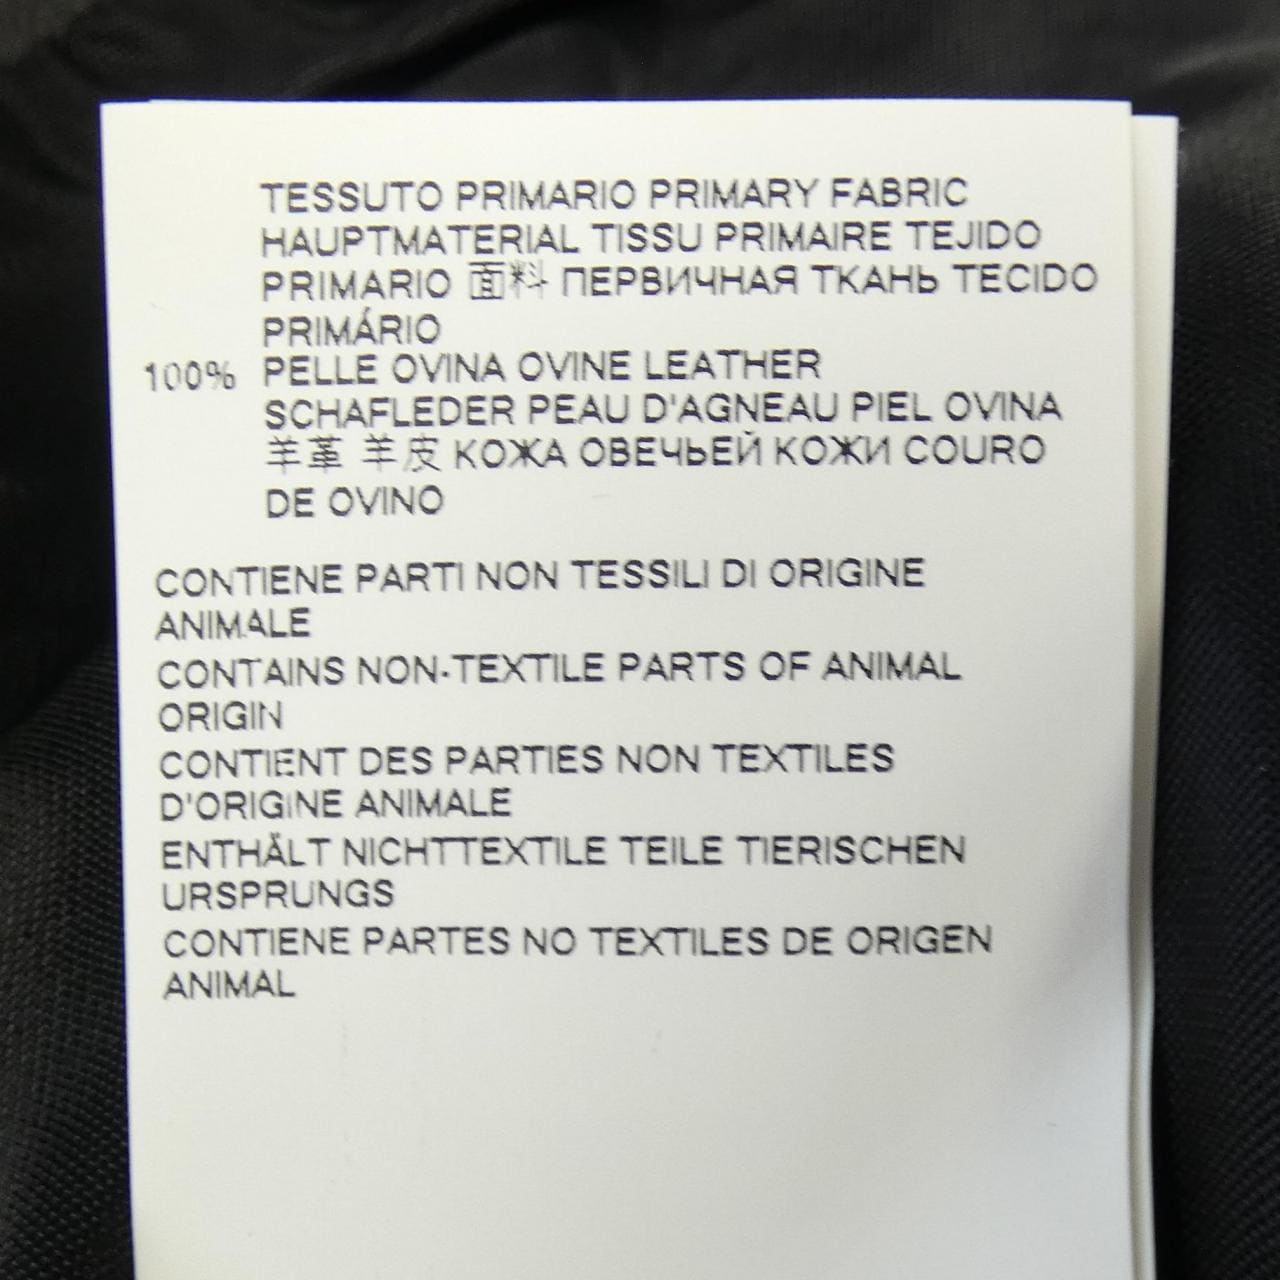 TESSUTO PRIMARIO PRIMARY FABRIC
HAUPTMATERIAL TISSU PRIMAIRE TEJIDO
PRIMARIO 面料 ПЕРВИЧНАЯ ТКАНЬ TECIDO
PRIMÁRIO
100% PELLE OVINA OVINE LEATHER
SCHAFLEDER PEAU D'AGNEAU PIEL OVINA
羊革 羊皮 КОЖА ОВЕЧЬЕЙ КОЖИ COURO
DE OVINO
CONTIENE PARTI NON TESSILI DI ORIGINE
ANIMALE
CONTAINS NON-TEXTILE PARTS OF ANIMAL
ORIGIN
CONTIENT DES PARTIES NON TEXTILES
D'ORIGINE ANIMALE
ENTHÄLT NICHTTEXTILE TEILE TIERISCHEN
URSPRUNGS
CONTIENE PARTES NO TEXTILES DE ORIGEN
ANIMAL